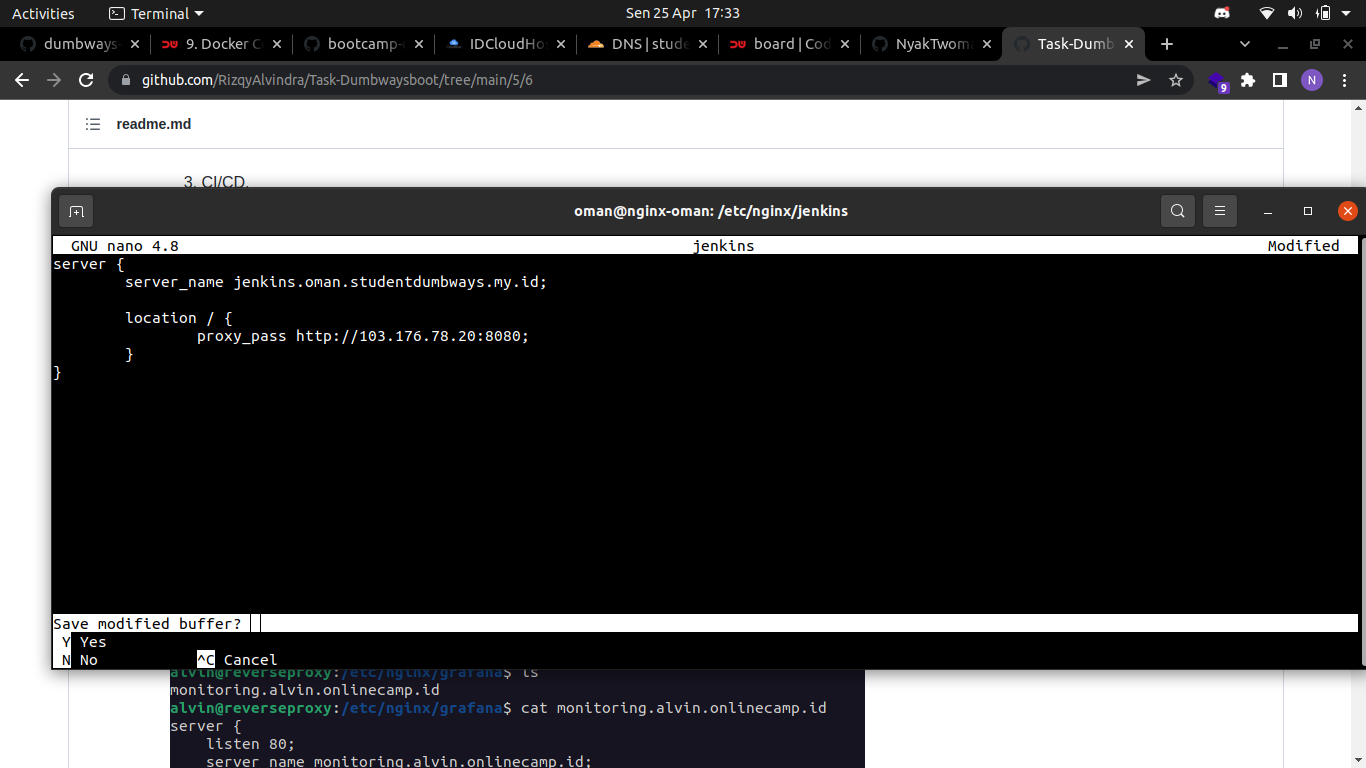 Activities Terminal Sen 25 Apr 17:33
dumbways- 9. Docker C bootcamp- IDCloudHo DNS | stude board | Cod NyakTwoma Task-Dumb
github.com/RizqyAlvindra/Task-Dumbwaysboot/tree/main/5/6 9 N
readme.md
3. CI/CD.
oman@nginx-oman: /etc/nginx/jenkins
GNU nano 4.8 jenkins Modified
server {
server_name jenkins.oman.studentdumbways.my.id;
location / {
proxy_pass http://103.176.78.20:8080;
}
}
Save modified buffer?
Y Yes
N No ^C Cancel
alvin@reverseproxy:/etc/nginx/grafana$ ls
monitoring.alvin.onlinecamp.id
alvin@reverseproxy:/etc/nginx/grafana$ cat monitoring.alvin.onlinecamp.id
server {
listen 80;
server_name monitoring.alvin.onlinecamp.id;